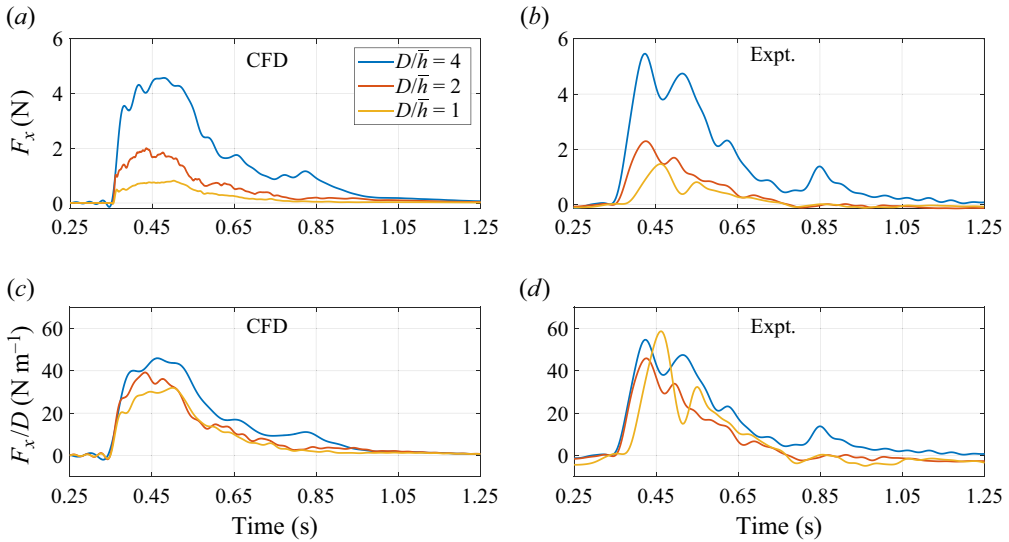 (a) (b)
CFD Expt.
D/h̅ = 4
D/h̅ = 2
D/h̅ = 1
F_x (N)
6
4
2
0
0.25 0.45 0.65 0.85 1.05 1.25
6
4
2
0
0.25 0.45 0.65 0.85 1.05 1.25
(c) (d)
CFD Expt.
F_x/D (N m⁻¹)
60
40
20
0
0.25 0.45 0.65 0.85 1.05 1.25
60
40
20
0
0.25 0.45 0.65 0.85 1.05 1.25
Time (s) Time (s)